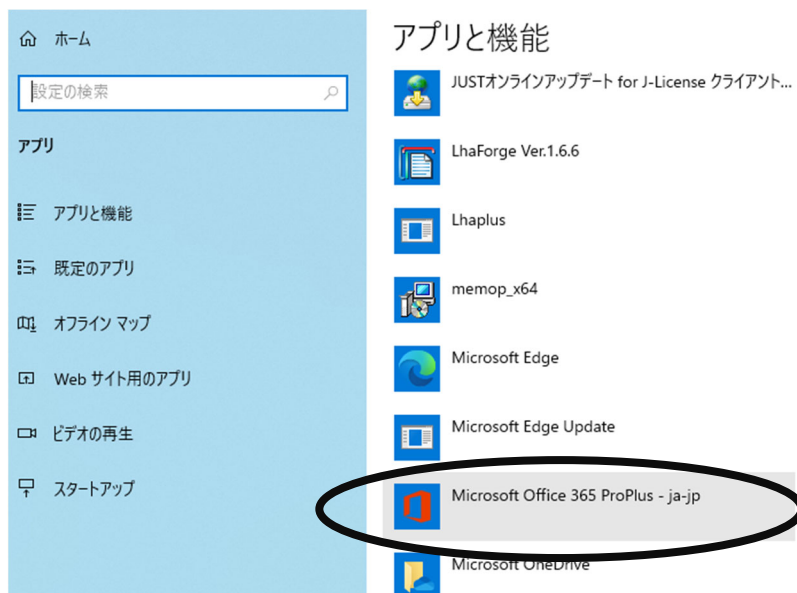 ホーム
設定の検索
アプリ
アプリと機能
既定のアプリ
オフライン マップ
Web サイト用のアプリ
ビデオの再生
スタートアップ
アプリと機能
JUSTオンラインアップデート for J-License クライアント...
LhaForge Ver.1.6.6
Lhaplus
memop_x64
Microsoft Edge
Microsoft Edge Update
Microsoft Office 365 ProPlus - ja-jp
Microsoft OneDrive